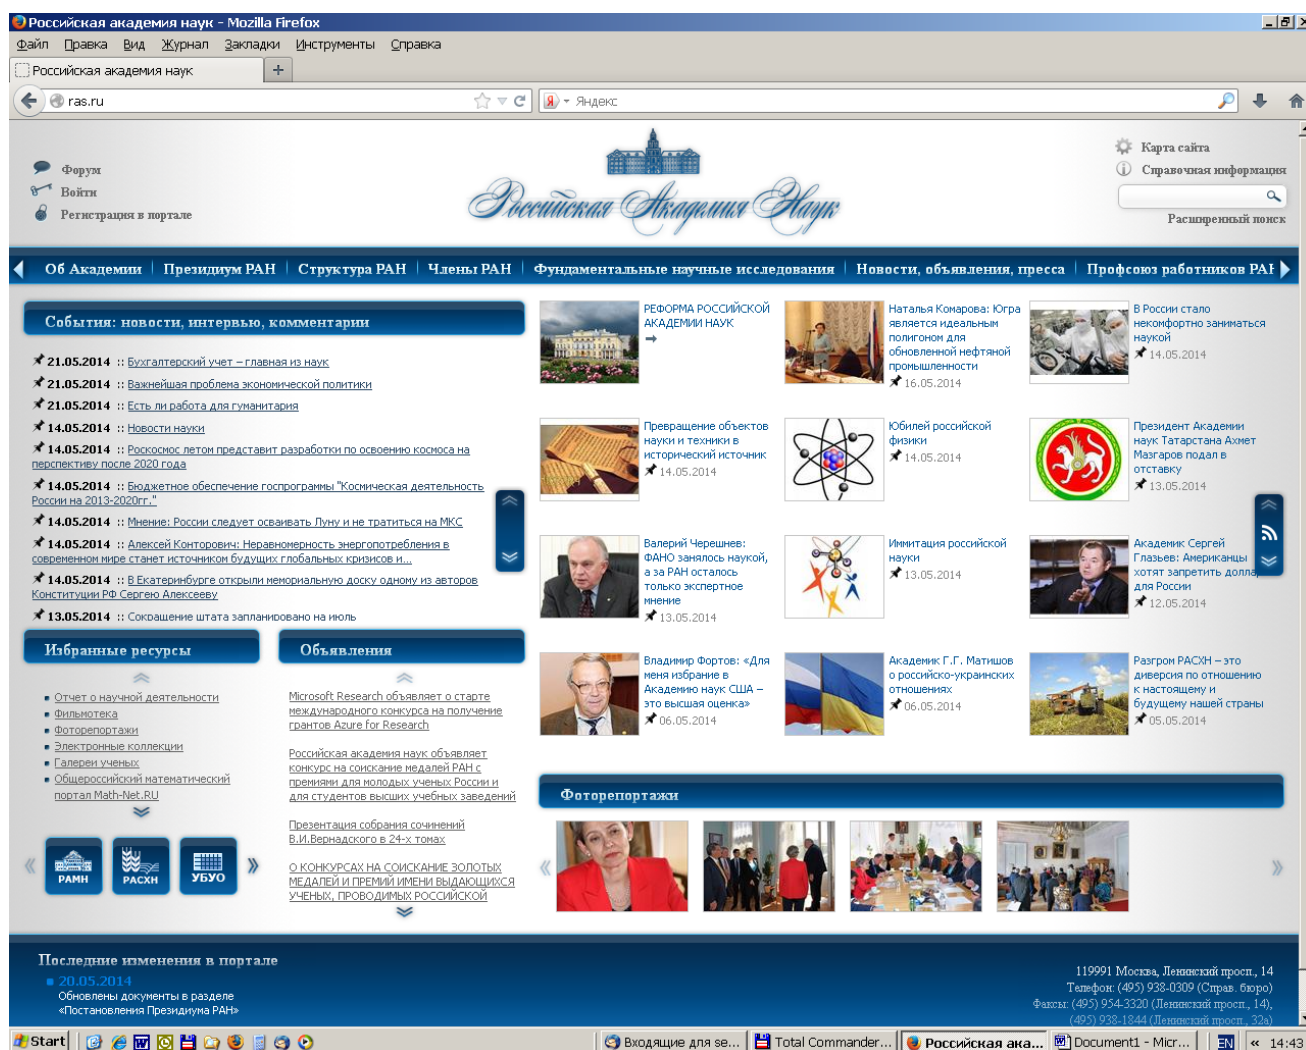 Российская академия наук - Mozilla Firefox
Файл Правка Вид Журнал Закладки Инструменты Справка
Российская академия наук +
ras.ru
Яндекс
Форум
Войти
Регистрация в портале
Российская Академия Наук
Карта сайта
Справочная информация
Расширенный поиск
Об Академии | Президиум РАН | Структура РАН | Члены РАН | Фундаментальные научные исследования | Новости, объявления, пресса | Профсоюз работников РАН
События: новости, интервью, комментарии
21.05.2014 :: Бухгалтерский учет – главная из наук
21.05.2014 :: Важнейшая проблема экономической политики
21.05.2014 :: Есть ли работа для гуманитария
14.05.2014 :: Новости науки
14.05.2014 :: Роскосмос летом представит разработки по освоению космоса на
перспективу после 2020 года
14.05.2014 :: Бюджетное обеспечение госпрограммы "Космическая деятельность
России на 2013-2020гг."
14.05.2014 :: Мнение: России следует осваивать Луну и не тратиться на МКС
14.05.2014 :: Алексей Конторович: Неравномерность энергопотребления в
современном мире станет источником будущих глобальных кризисов и...
14.05.2014 :: В Екатеринбурге открыли мемориальную доску одному из авторов
Конституции РФ Сергею Алексееву
13.05.2014 :: Сокращение штата запланировано на июль
РЕФОРМА РОССИЙСКОЙ
АКАДЕМИИ НАУК
Наталья Комарова: Югра
является идеальным
полигоном для
обновленной нефтяной
промышленности
16.05.2014
В России стало
некомфортно заниматься
наукой
14.05.2014
Превращение объектов
науки и техники в
исторический источник
14.05.2014
Юбилей российской
физики
14.05.2014
Президент Академии
наук Татарстана Ахмет
Мазгаров подал в
отставку
13.05.2014
Валерий Черешнев:
ФАНО занялось наукой,
а за РАН осталось
только экспертное
мнение
13.05.2014
Иммитация российской
науки
13.05.2014
Академик Сергей
Глазьев: Американцы
хотят запретить долла
для России
12.05.2014
Владимир Фортов: «Для
меня избрание в
Академию наук США –
это высшая оценка»
06.05.2014
Академик Г.Г. Матишов
о российско-украинских
отношениях
06.05.2014
Разгром РАСХН – это
диверсия по отношению
к настоящему и
будущему нашей страны
05.05.2014
Избранные ресурсы
Отчет о научной деятельности
Фильмотека
Фоторепортажи
Электронные коллекции
Галереи ученых
Общероссийский математический
портал Math-Net.RU
РАМН
РАСХН
УБУО
Объявления
Microsoft Research объявляет о старте
международного конкурса на получение
грантов Azure for Research
Российская академия наук объявляет
конкурс на соискание медалей РАН с
премиями для молодых ученых России и
для студентов высших учебных заведений
Презентация собрания сочинений
В.И.Вернадского в 24-х томах
О КОНКУРСАХ НА СОИСКАНИЕ ЗОЛОТЫХ
МЕДАЛЕЙ И ПРЕМИЙ ИМЕНИ ВЫДАЮЩИХСЯ
УЧЕНЫХ, ПРОВОДИМЫХ РОССИЙСКОЙ
Фоторепортажи
Последние изменения в портале
20.05.2014
Обновлены документы в разделе
«Постановления Президиума РАН»
119991 Москва, Ленинский просп., 14
Телефон: (495) 938-0309 (Справ. бюро)
Факсы: (495) 954-3320 (Ленинский просп., 14),
(495) 938-1844 (Ленинский просп., 32а)
Start
Входящие для se...
Total Commander...
Российская ака...
Document1 - Micr...
EN
14:43